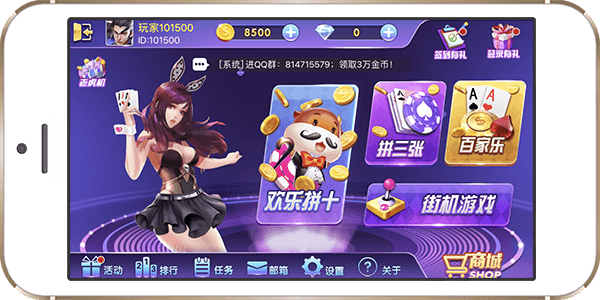 玩家101500
ID:101500
8500
0
签到有礼
登录有礼
老虎机
[系统]进QQ群：814715579；领取3万金币！
欢乐拼十
拼三张
百家乐
街机游戏
活动
排行
任务
邮箱
设置
关于
商城
SHOP